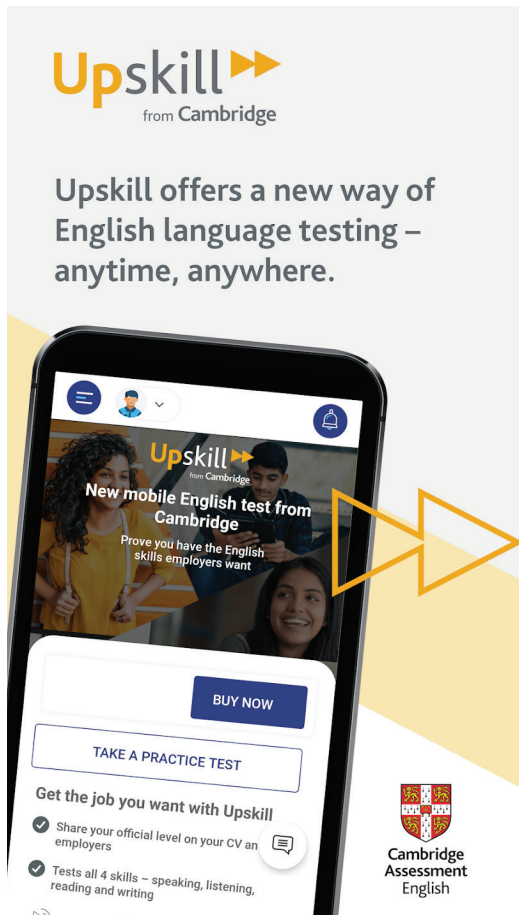 Upskill
from Cambridge
Upskill offers a new way of
English language testing –
anytime, anywhere.
Upskill
from Cambridge
New mobile English test from
Cambridge
Prove you have the English
skills employers want
BUY NOW
TAKE A PRACTICE TEST
Get the job you want with Upskill
Share your official level on your CV an
employers
Tests all 4 skills – speaking, listening,
reading and writing
Cambridge
Assessment
English